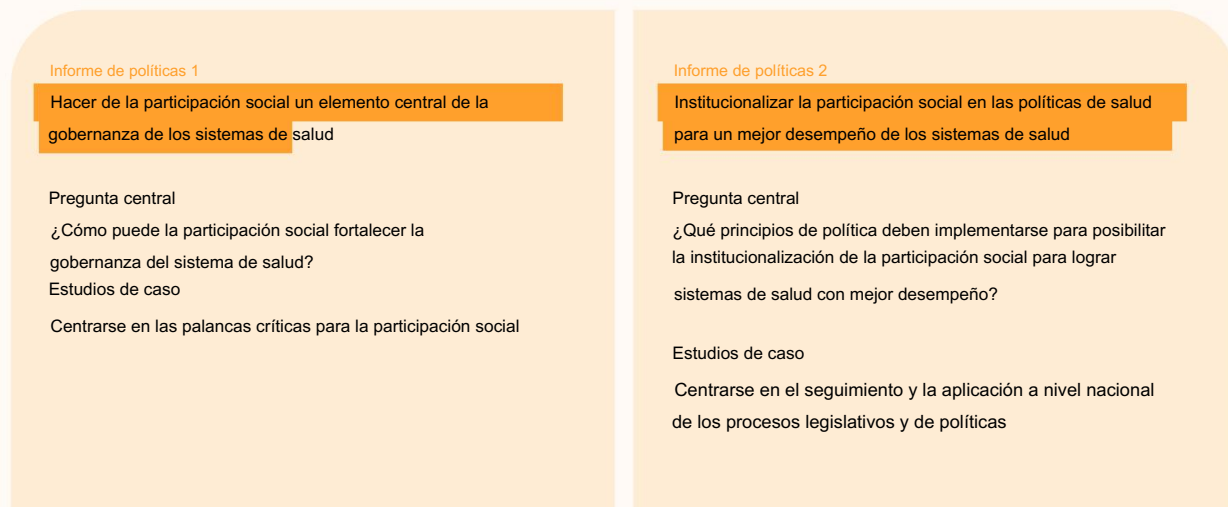 Informe de políticas 1
Hacer de la participación social un elemento central de la
gobernanza de los sistemas de salud
Pregunta central
¿Cómo puede la participación social fortalecer la
gobernanza del sistema de salud?
Estudios de caso
Centrarse en las palancas críticas para la participación social
Informe de políticas 2
Institucionalizar la participación social en las políticas de salud
para un mejor desempeño de los sistemas de salud
Pregunta central
¿Qué principios de política deben implementarse para posibilitar
la institucionalización de la participación social para lograr
sistemas de salud con mejor desempeño?
Estudios de caso
Centrarse en el seguimiento y la aplicación a nivel nacional
de los procesos legislativos y de políticas